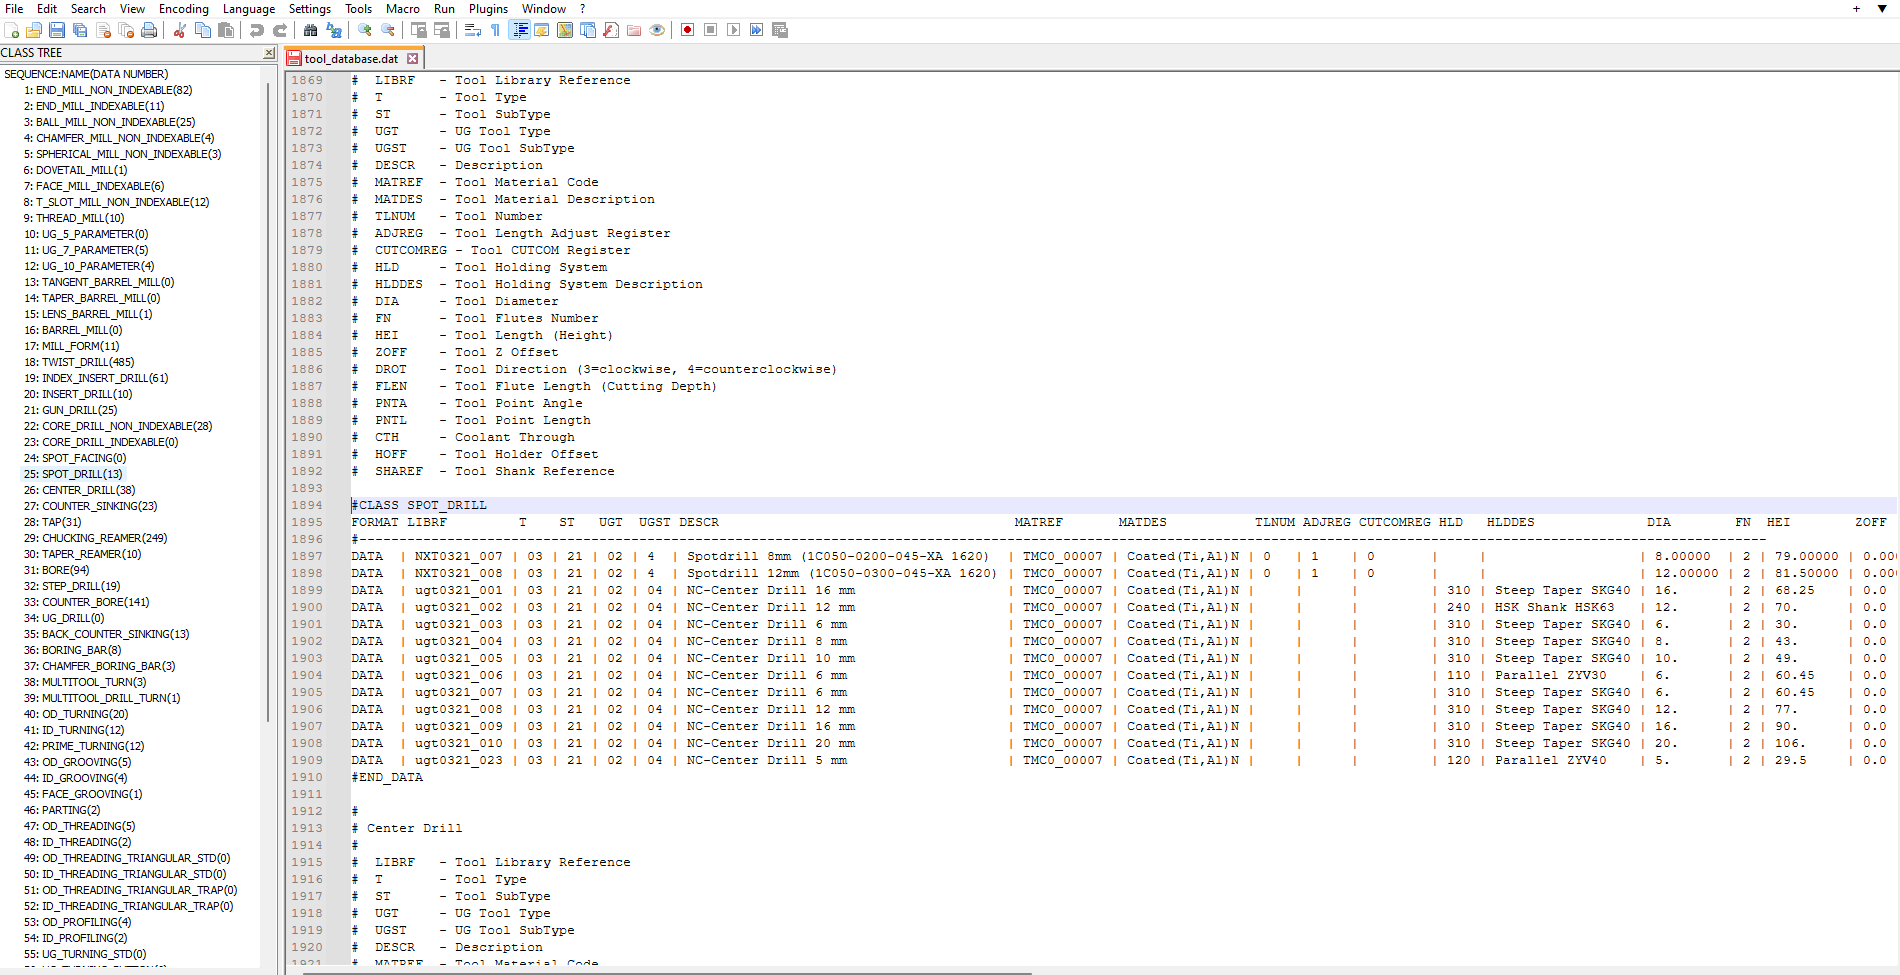 File Edit Search View Encoding Language Settings Tools Macro Run Plugins Window ? + ▼
CLASS TREE
SEQUENCE:NAME(DATA NUMBER)
1: END_MILL_NON_INDEXABLE(82)
2: END_MILL_INDEXABLE(11)
3: BALL_MILL_NON_INDEXABLE(25)
4: CHAMFER_MILL_NON_INDEXABLE(4)
5: SPHERICAL_MILL_NON_INDEXABLE(3)
6: DOVETAIL_MILL(1)
7: FACE_MILL_INDEXABLE(6)
8: T_SLOT_MILL_NON_INDEXABLE(12)
9: THREAD_MILL(10)
10: UG_5_PARAMETER(0)
11: UG_7_PARAMETER(5)
12: UG_10_PARAMETER(4)
13: TANGENT_BARREL_MILL(0)
14: TAPER_BARREL_MILL(0)
15: LENS_BARREL_MILL(1)
16: BARREL_MILL(0)
17: MILL_FORM(11)
18: TWIST_DRILL(485)
19: INDEX_INSERT_DRILL(61)
20: INSERT_DRILL(10)
21: GUN_DRILL(25)
22: CORE_DRILL_NON_INDEXABLE(28)
23: CORE_DRILL_INDEXABLE(0)
24: SPOT_FACING(0)
25: SPOT_DRILL(13)
26: CENTER_DRILL(38)
27: COUNTER_SINKING(23)
28: TAP(31)
29: CHUCKING_REAMER(249)
30: TAPER_REAMER(10)
31: BORE(94)
32: STEP_DRILL(19)
33: COUNTER_BORE(141)
34: UG_DRILL(0)
35: BACK_COUNTER_SINKING(13)
36: BORING_BAR(8)
37: CHAMFER_BORING_BAR(3)
38: MULTITOOL_TURN(3)
39: MULTITOOL_DRILL_TURN(1)
40: OD_TURNING(20)
41: ID_TURNING(12)
42: PRIME_TURNING(12)
43: OD_GROOVING(5)
44: ID_GROOVING(4)
45: FACE_GROOVING(1)
46: PARTING(2)
47: OD_THREADING(5)
48: ID_THREADING(2)
49: OD_THREADING_TRIANGULAR_STD(0)
50: ID_THREADING_TRIANGULAR_STD(0)
51: OD_THREADING_TRIANGULAR_TRAP(0)
52: ID_THREADING_TRIANGULAR_TRAP(0)
53: OD_PROFILING(4)
54: ID_PROFILING(2)
55: UG_TURNING_STD(0)
tool_database.dat
1869 # LIBRF - Tool Library Reference
1870 # T - Tool Type
1871 # ST - Tool SubType
1872 # UGT - UG Tool Type
1873 # UGST - UG Tool SubType
1874 # DESCR - Description
1875 # MATREF - Tool Material Code
1876 # MATDES - Tool Material Description
1877 # TLNUM - Tool Number
1878 # ADJREG - Tool Length Adjust Register
1879 # CUTCOMREG - Tool CUTCOM Register
1880 # HLD - Tool Holding System
1881 # HLDDES - Tool Holding System Description
1882 # DIA - Tool Diameter
1883 # FN - Tool Flutes Number
1884 # HEI - Tool Length (Height)
1885 # ZOFF - Tool Z Offset
1886 # DROT - Tool Direction (3=clockwise, 4=counterclockwise)
1887 # FLEN - Tool Flute Length (Cutting Depth)
1888 # PNTA - Tool Point Angle
1889 # PNTL - Tool Point Length
1890 # CTH - Coolant Through
1891 # HOFF - Tool Holder Offset
1892 # SHAREF - Tool Shank Reference
1893
1894 #CLASS SPOT_DRILL
1895 FORMAT LIBRF T ST UGT UGST DESCR MATREF MATDES TLNUM ADJREG CUTCOMREG HLD HLDDES DIA FN HEI ZOFF
1896 #-----------------------------------------------------------------------
1897 DATA | NXT0321_007 | 03 | 21 | 02 | 4 | Spotdrill 8mm (1C050-0200-045-XA 1620) | TMC0_00007 | Coated(Ti,Al)N | 0 | 1 | 0 | | | 8.00000 | 2 | 79.00000 | 0.00
1898 DATA | NXT0321_008 | 03 | 21 | 02 | 4 | Spotdrill 12mm (1C050-0300-045-XA 1620) | TMC0_00007 | Coated(Ti,Al)N | 0 | 1 | 0 | | | 12.00000 | 2 | 81.50000 | 0.00
1899 DATA | ugt0321_001 | 03 | 21 | 02 | 04 | NC-Center Drill 16 mm | TMC0_00007 | Coated(Ti,Al)N | | | | 310 | Steep Taper SKG40 | 16. | 2 | 68.25 | 0.0
1900 DATA | ugt0321_002 | 03 | 21 | 02 | 04 | NC-Center Drill 12 mm | TMC0_00007 | Coated(Ti,Al)N | | | | 240 | HSK Shank HSK63 | 12. | 2 | 70. | 0.0
1901 DATA | ugt0321_003 | 03 | 21 | 02 | 04 | NC-Center Drill 6 mm | TMC0_00007 | Coated(Ti,Al)N | | | | 310 | Steep Taper SKG40 | 6. | 2 | 30. | 0.0
1902 DATA | ugt0321_004 | 03 | 21 | 02 | 04 | NC-Center Drill 8 mm | TMC0_00007 | Coated(Ti,Al)N | | | | 310 | Steep Taper SKG40 | 8. | 2 | 43. | 0.0
1903 DATA | ugt0321_005 | 03 | 21 | 02 | 04 | NC-Center Drill 10 mm | TMC0_00007 | Coated(Ti,Al)N | | | | 310 | Steep Taper SKG40 | 10. | 2 | 49. | 0.0
1904 DATA | ugt0321_006 | 03 | 21 | 02 | 04 | NC-Center Drill 6 mm | TMC0_00007 | Coated(Ti,Al)N | | | | 110 | Parallel ZYV30 | 6. | 2 | 60.45 | 0.0
1905 DATA | ugt0321_007 | 03 | 21 | 02 | 04 | NC-Center Drill 6 mm | TMC0_00007 | Coated(Ti,Al)N | | | | 310 | Steep Taper SKG40 | 6. | 2 | 60.45 | 0.0
1906 DATA | ugt0321_008 | 03 | 21 | 02 | 04 | NC-Center Drill 12 mm | TMC0_00007 | Coated(Ti,Al)N | | | | 310 | Steep Taper SKG40 | 12. | 2 | 77. | 0.0
1907 DATA | ugt0321_009 | 03 | 21 | 02 | 04 | NC-Center Drill 16 mm | TMC0_00007 | Coated(Ti,Al)N | | | | 310 | Steep Taper SKG40 | 16. | 2 | 90. | 0.0
1908 DATA | ugt0321_010 | 03 | 21 | 02 | 04 | NC-Center Drill 20 mm | TMC0_00007 | Coated(Ti,Al)N | | | | 310 | Steep Taper SKG40 | 20. | 2 | 106. | 0.0
1909 DATA | ugt0321_023 | 03 | 21 | 02 | 04 | NC-Center Drill 5 mm | TMC0_00007 | Coated(Ti,Al)N | | | | 120 | Parallel ZYV40 | 5. | 2 | 29.5 | 0.0
1910 #END_DATA
1911
1912 #
1913 # Center Drill
1914 #
1915 # LIBRF - Tool Library Reference
1916 # T - Tool Type
1917 # ST - Tool SubType
1918 # UGT - UG Tool Type
1919 # UGST - UG Tool SubType
1920 # DESCR - Description
1921 # MATREF - Tool Material Code